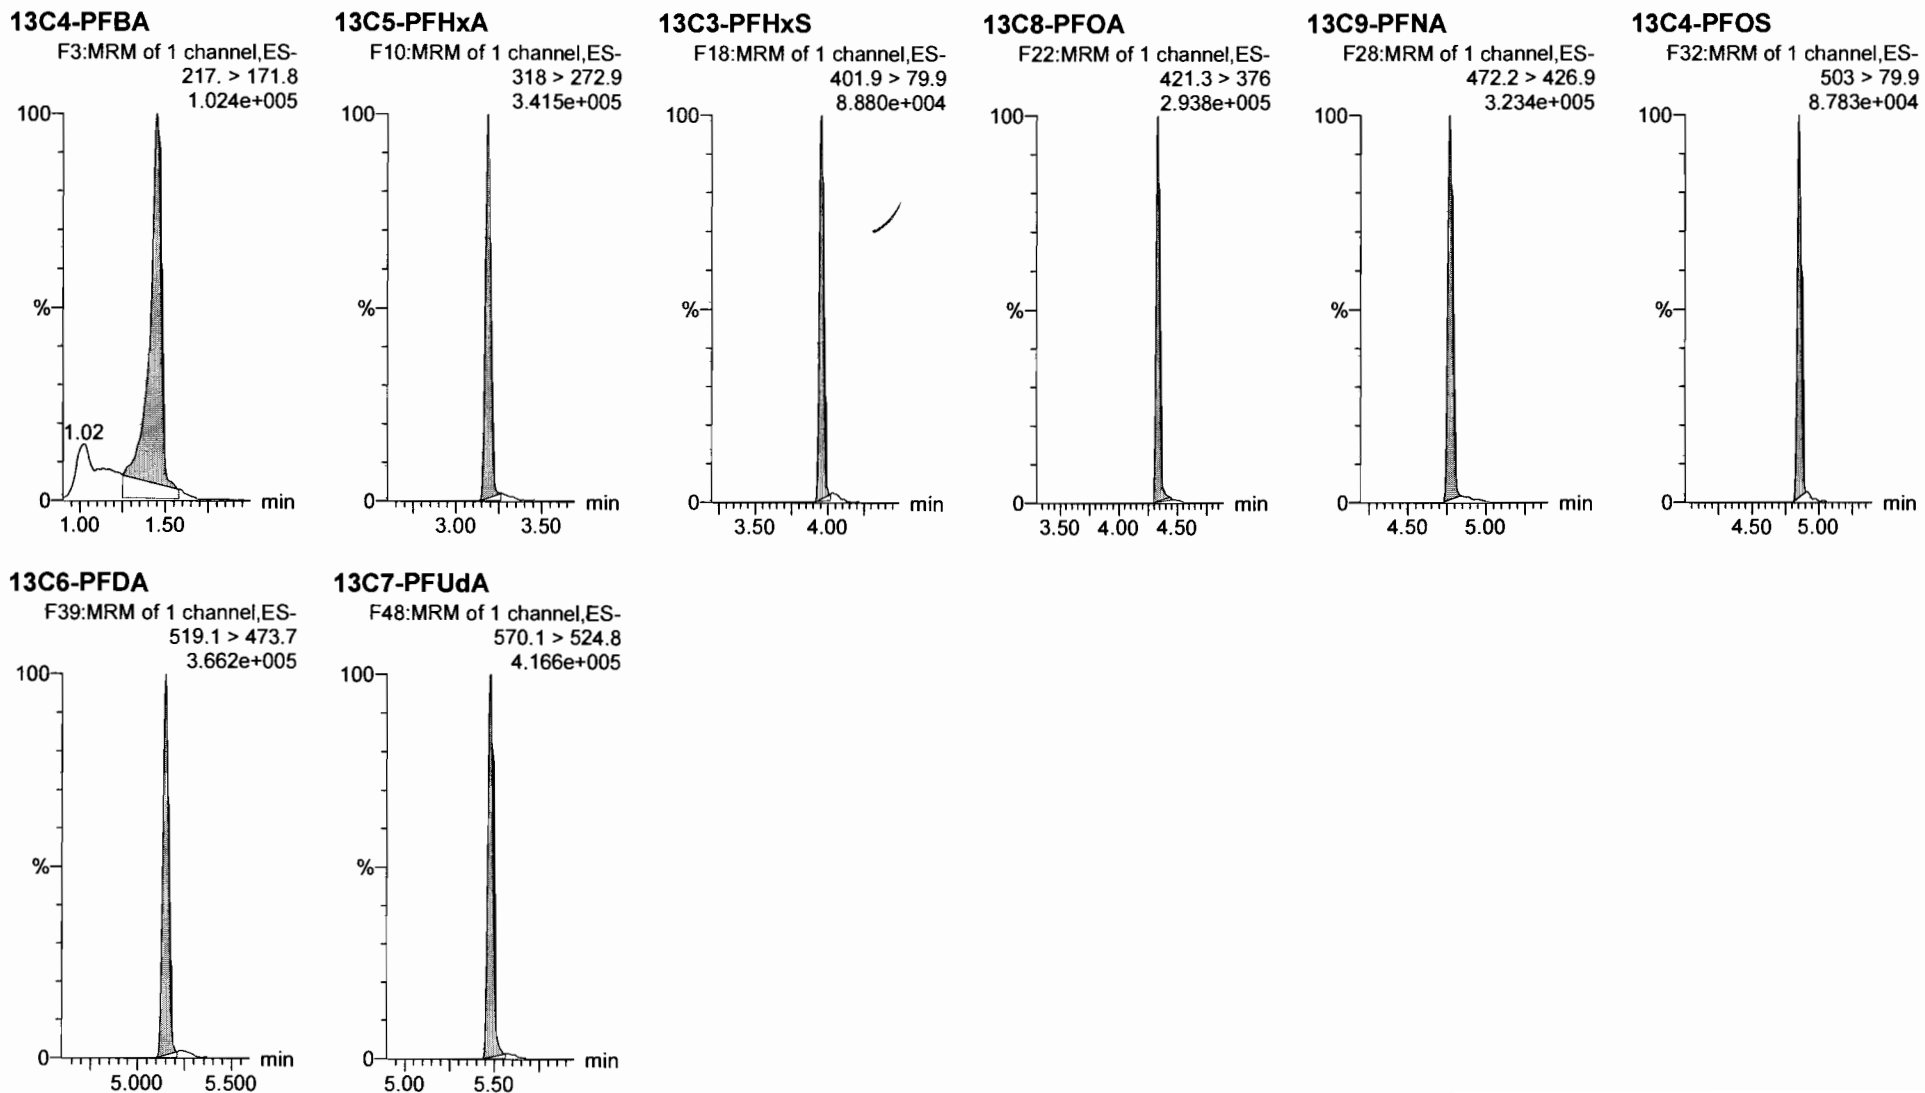 13C4-PFBA
F3:MRM of 1 channel,ES-
217. > 171.8
1.024e+005
100
%
1.02
0
min
1.00 1.50
13C5-PFHxA
F10:MRM of 1 channel,ES-
318 > 272.9
3.415e+005
100
%
0
min
3.00 3.50
13C3-PFHxS
F18:MRM of 1 channel,ES-
401.9 > 79.9
8.880e+004
100
%
0
min
3.50 4.00
13C8-PFOA
F22:MRM of 1 channel,ES-
421.3 > 376
2.938e+005
100
%
0
min
3.50 4.00 4.50
13C9-PFNA
F28:MRM of 1 channel,ES-
472.2 > 426.9
3.234e+005
100
%
0
min
4.50 5.00
13C4-PFOS
F32:MRM of 1 channel,ES-
503 > 79.9
8.783e+004
100
%
0
min
4.50 5.00
13C6-PFDA
F39:MRM of 1 channel,ES-
519.1 > 473.7
3.662e+005
100
%
0
min
5.000 5.500
13C7-PFUdA
F48:MRM of 1 channel,ES-
570.1 > 524.8
4.166e+005
100
%
0
min
5.00 5.50